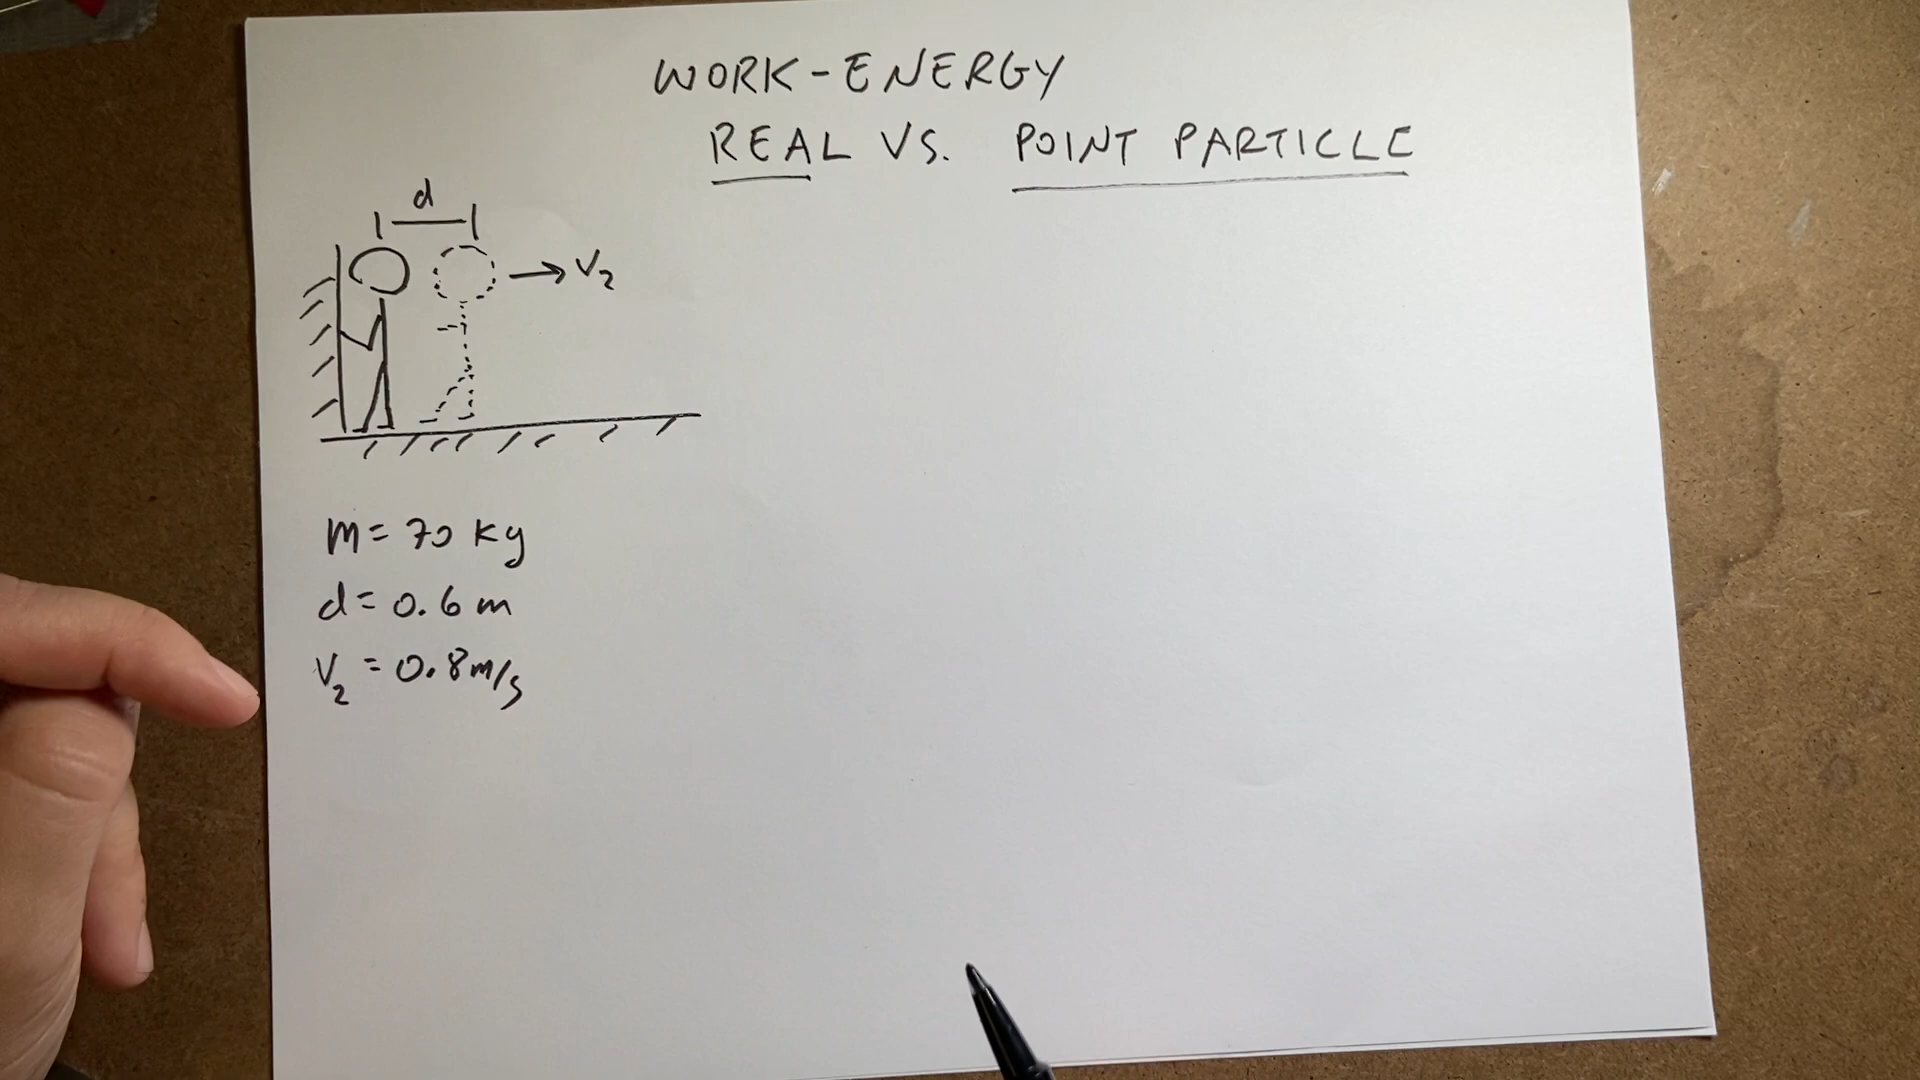 WORK-ENERGY
REAL VS. POINT PARTICLE
d
V2
m = 70 kg
d = 0.6 m
V2 = 0.8 m/s